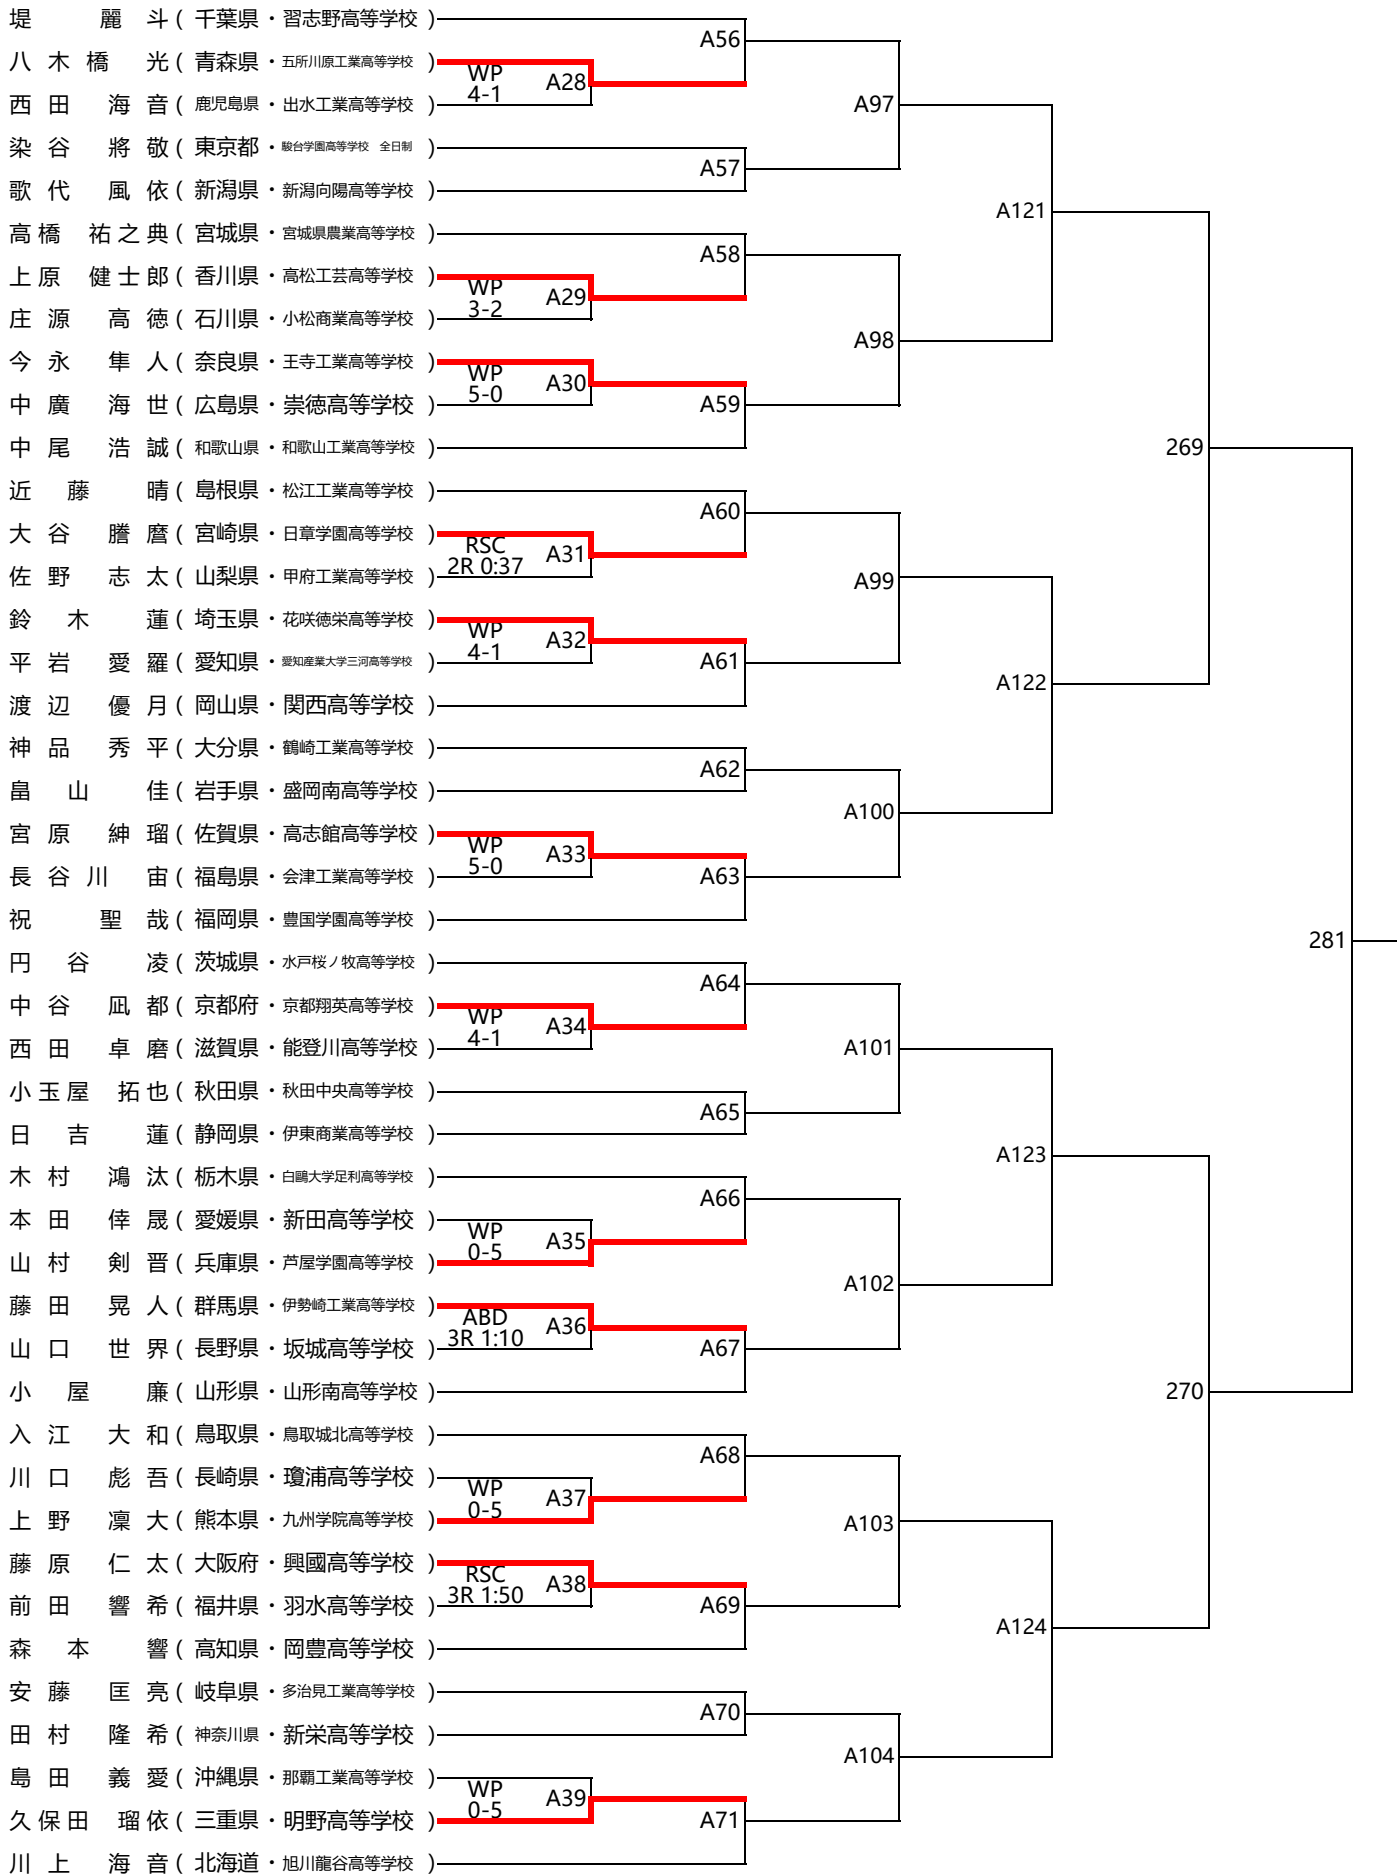 堤 麗斗 ( 千葉県 ・ 習志野高等学校 )
A56
八木橋 光 ( 青森県 ・ 五所川原工業高等学校 )
WP
4-1
A28
西田 海音 ( 鹿児島県 ・ 出水工業高等学校 )
A97
染谷 將敬 ( 東京都 ・ 駿台学園高等学校 全日制 )
A57
歌代 風依 ( 新潟県 ・ 新潟向陽高等学校 )
A121
高橋 祐之典 ( 宮城県 ・ 宮城県農業高等学校 )
A58
上原 健士郎 ( 香川県 ・ 高松工芸高等学校 )
WP
3-2
A29
庄源 高徳 ( 石川県 ・ 小松商業高等学校 )
A98
今永 隼人 ( 奈良県 ・ 王寺工業高等学校 )
WP
5-0
A30
中廣 海世 ( 広島県 ・ 崇徳高等学校 )
A59
中尾 浩誠 ( 和歌山県 ・ 和歌山工業高等学校 )
269
近藤 晴 ( 島根県 ・ 松江工業高等学校 )
A60
大谷 謄麿 ( 宮崎県 ・ 日章学園高等学校 )
RSC
2R 0:37
A31
佐野 志太 ( 山梨県 ・ 甲府工業高等学校 )
A99
鈴木 蓮 ( 埼玉県 ・ 花咲徳栄高等学校 )
WP
4-1
A32
平岩 愛羅 ( 愛知県 ・ 愛知産業大学三河高等学校 )
A61
A122
渡辺 優月 ( 岡山県 ・ 関西高等学校 )
神品 秀平 ( 大分県 ・ 鶴崎工業高等学校 )
A62
畠山 佳 ( 岩手県 ・ 盛岡南高等学校 )
A100
宮原 紳瑠 ( 佐賀県 ・ 高志館高等学校 )
WP
5-0
A33
長谷川 宙 ( 福島県 ・ 会津工業高等学校 )
A63
祝 聖哉 ( 福岡県 ・ 豊国学園高等学校 )
281
円谷 凌 ( 茨城県 ・ 水戸桜ノ牧高等学校 )
A64
中谷 凪都 ( 京都府 ・ 京都翔英高等学校 )
WP
4-1
A34
西田 卓磨 ( 滋賀県 ・ 能登川高等学校 )
A101
小玉屋 拓也 ( 秋田県 ・ 秋田中央高等学校 )
A65
日吉 蓮 ( 静岡県 ・ 伊東商業高等学校 )
A123
木村 鴻汰 ( 栃木県 ・ 白鷗大学足利高等学校 )
A66
本田 倖晟 ( 愛媛県 ・ 新田高等学校 )
WP
0-5
A35
山村 剣晋 ( 兵庫県 ・ 芦屋学園高等学校 )
A102
藤田 晃人 ( 群馬県 ・ 伊勢崎工業高等学校 )
ABD
3R 1:10
A36
山口 世界 ( 長野県 ・ 坂城高等学校 )
A67
小屋 廉 ( 山形県 ・ 山形南高等学校 )
270
入江 大和 ( 鳥取県 ・ 鳥取城北高等学校 )
A68
川口 彪吾 ( 長崎県 ・ 瓊浦高等学校 )
WP
0-5
A37
上野 凜大 ( 熊本県 ・ 九州学院高等学校 )
A103
藤原 仁太 ( 大阪府 ・ 興國高等学校 )
RSC
3R 1:50
A38
前田 響希 ( 福井県 ・ 羽水高等学校 )
A69
A124
森本 響 ( 高知県 ・ 岡豊高等学校 )
安藤 匡亮 ( 岐阜県 ・ 多治見工業高等学校 )
A70
田村 隆希 ( 神奈川県 ・ 新栄高等学校 )
A104
島田 義愛 ( 沖縄県 ・ 那覇工業高等学校 )
WP
0-5
A39
久保田 瑠依 ( 三重県 ・ 明野高等学校 )
A71
川上 海音 ( 北海道 ・ 旭川龍谷高等学校 )